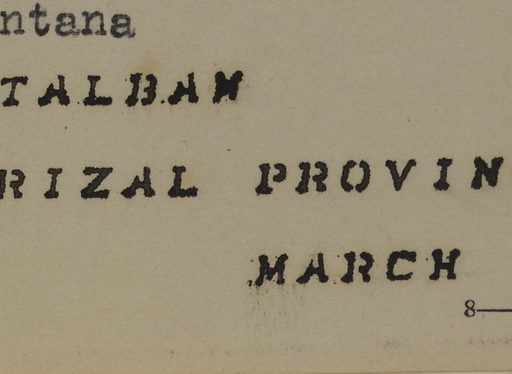 ntana
TALBAN
RIZAL PROVIN
MARCH
8—